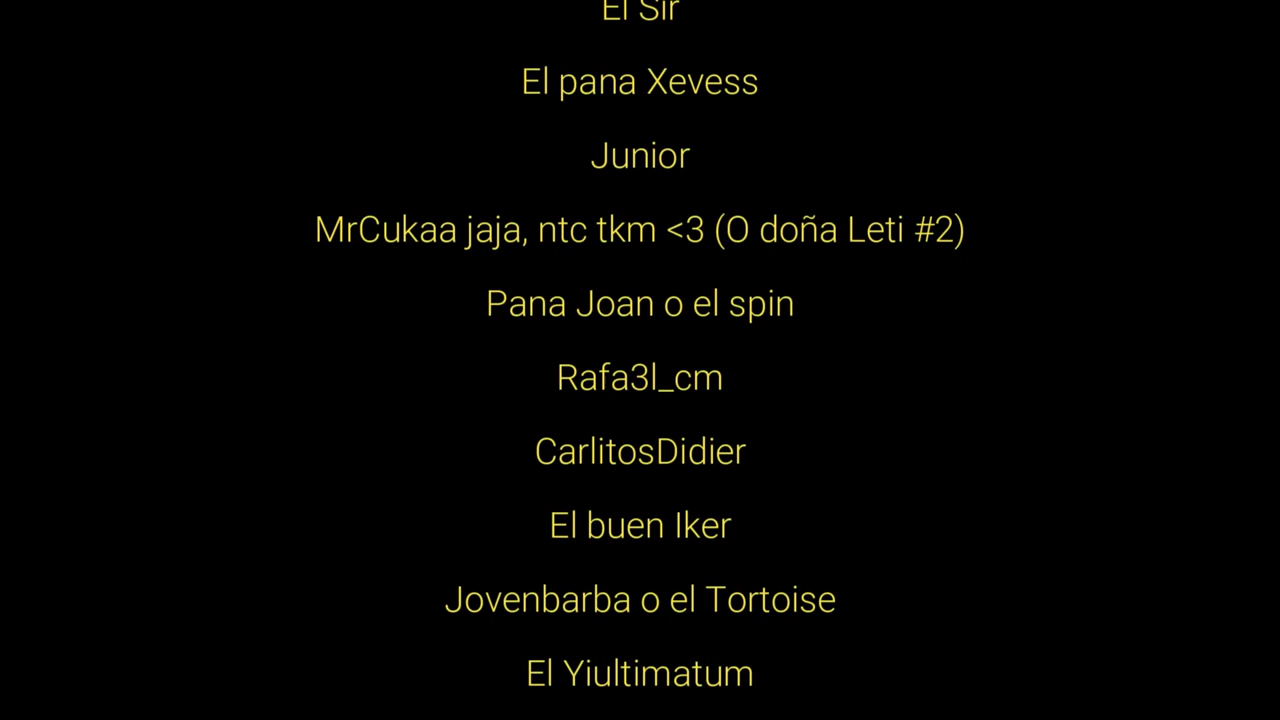 El Sir
El pana Xevess
Junior
MrCukaa jaja, ntc tkm <3 (O doña Leti #2)
Pana Joan o el spin
Rafa3l_cm
CarlitosDidier
El buen Iker
Jovenbarba o el Tortoise
El Yiultimatum